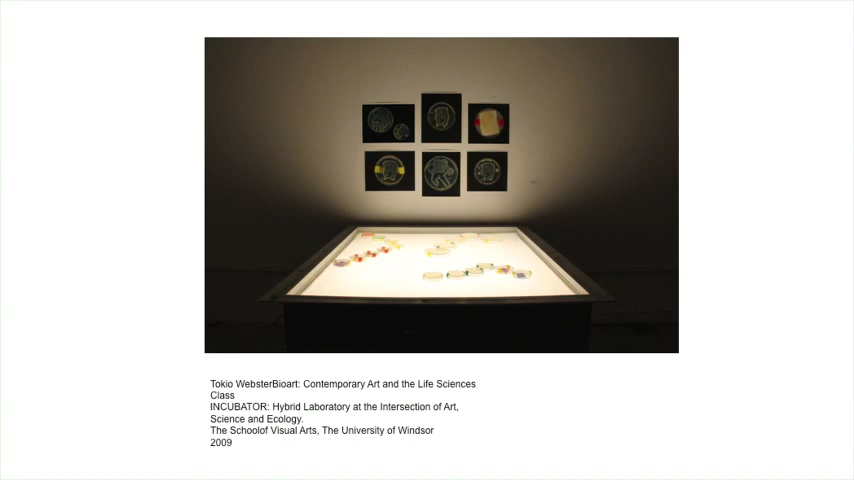 Tokio WebsterBioart: Contemporary Art and the Life Sciences
Class
INCUBATOR: Hybrid Laboratory at the Intersection of Art,
Science and Ecology.
The Schoolof Visual Arts, The University of Windsor
2009